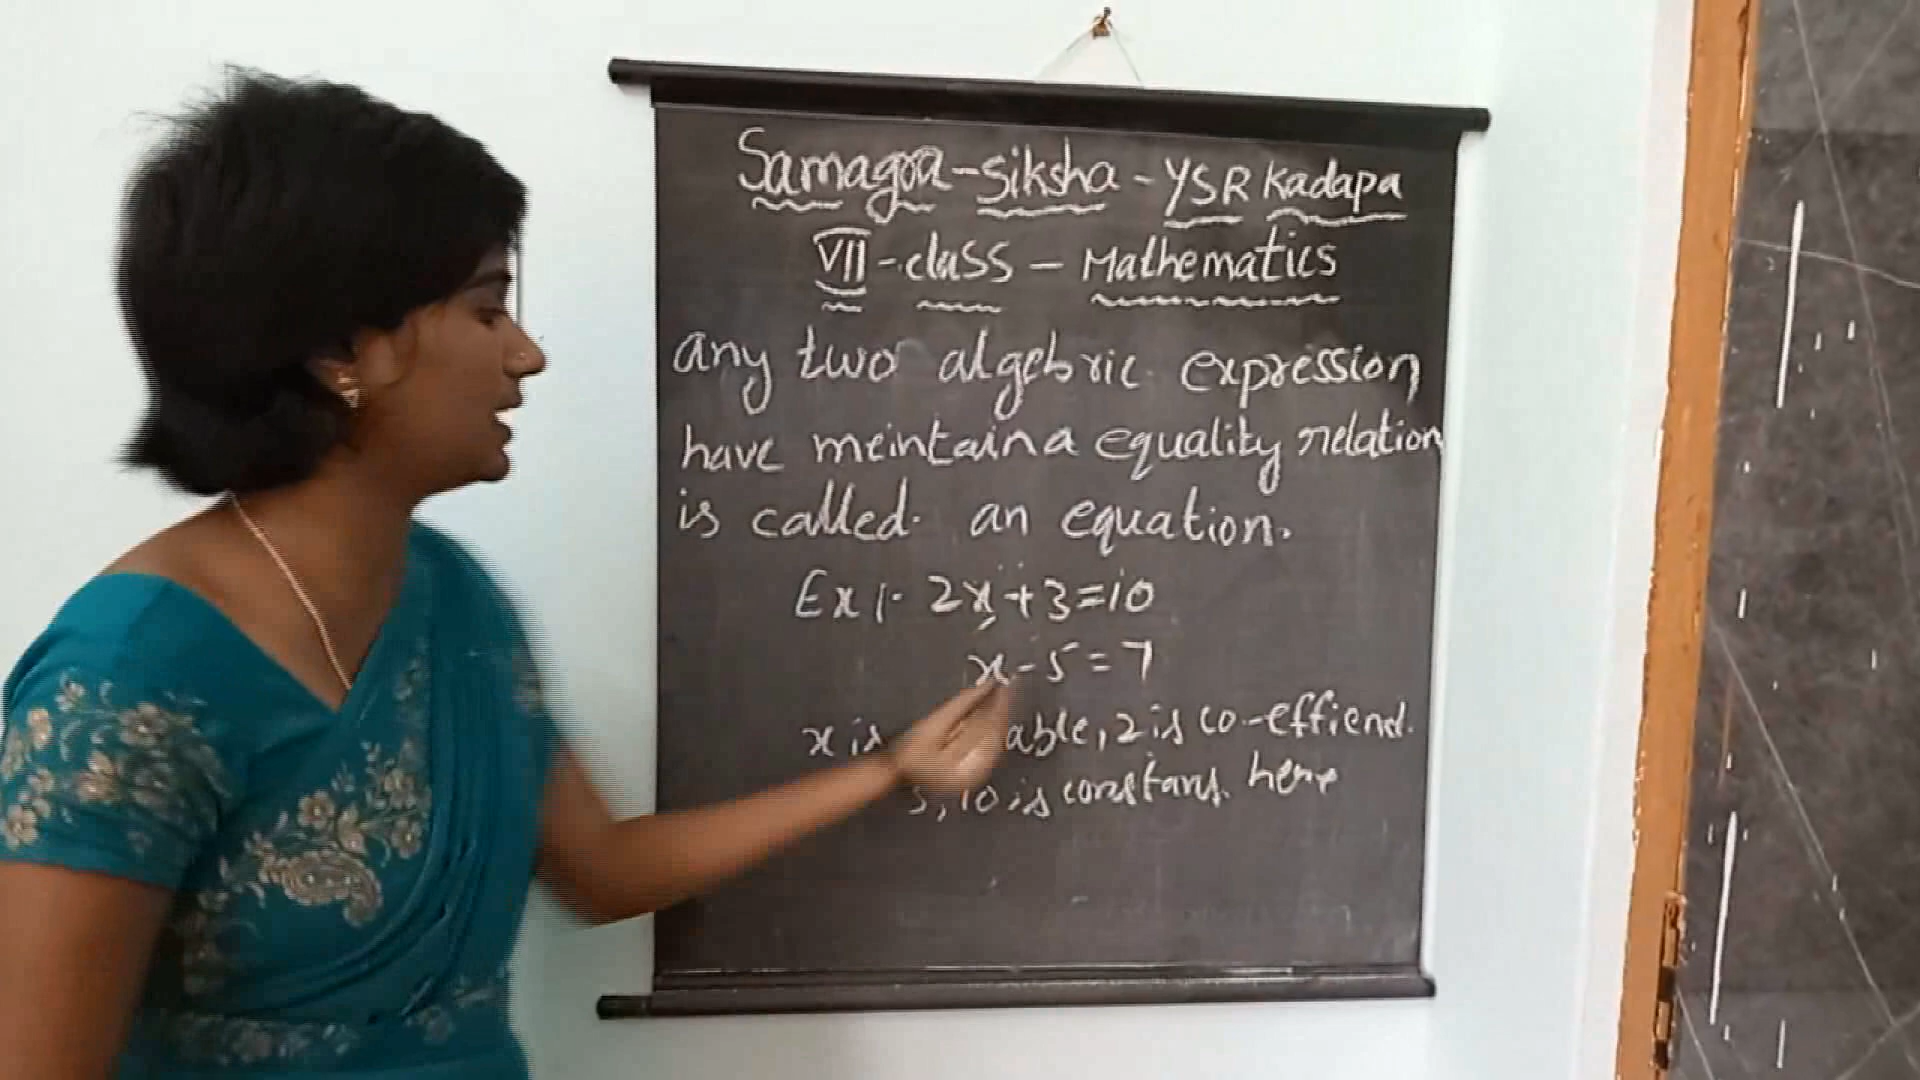 Samagra-siksha - YSR Kadapa
VII - class - Mathematics
any two algebric expression
have meintain a equality relation
is called an equation.
Ex 1. 2x+3=10
x-5=7
x is able, 2 is co-effiend.
, 10 is constant. here